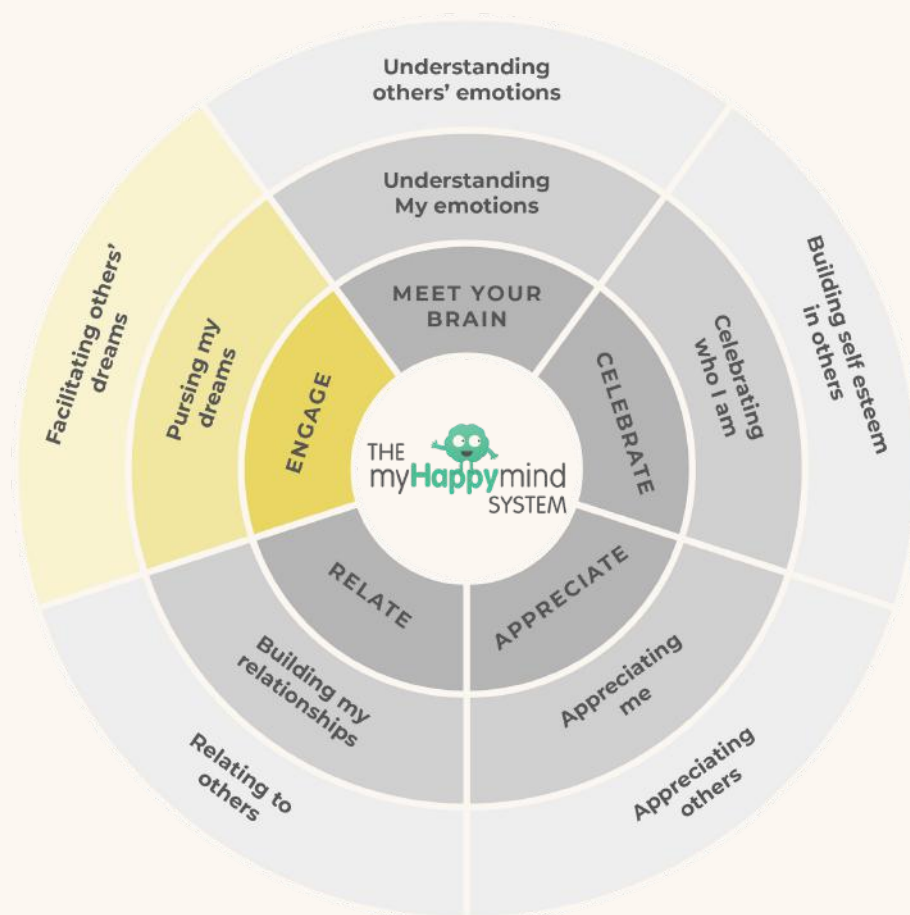 Understanding
others' emotions
Understanding
My emotions
MEET YOUR
BRAIN
Building self esteem
in others
Celebrating
who I am
CELEBRATE
Appreciating
others
Appreciating
me
APPRECIATE
Relating to
others
Building my
relationships
RELATE
Facilitating others'
dreams
Pursing my
dreams
ENGAGE
THE
myHappymind
SYSTEM